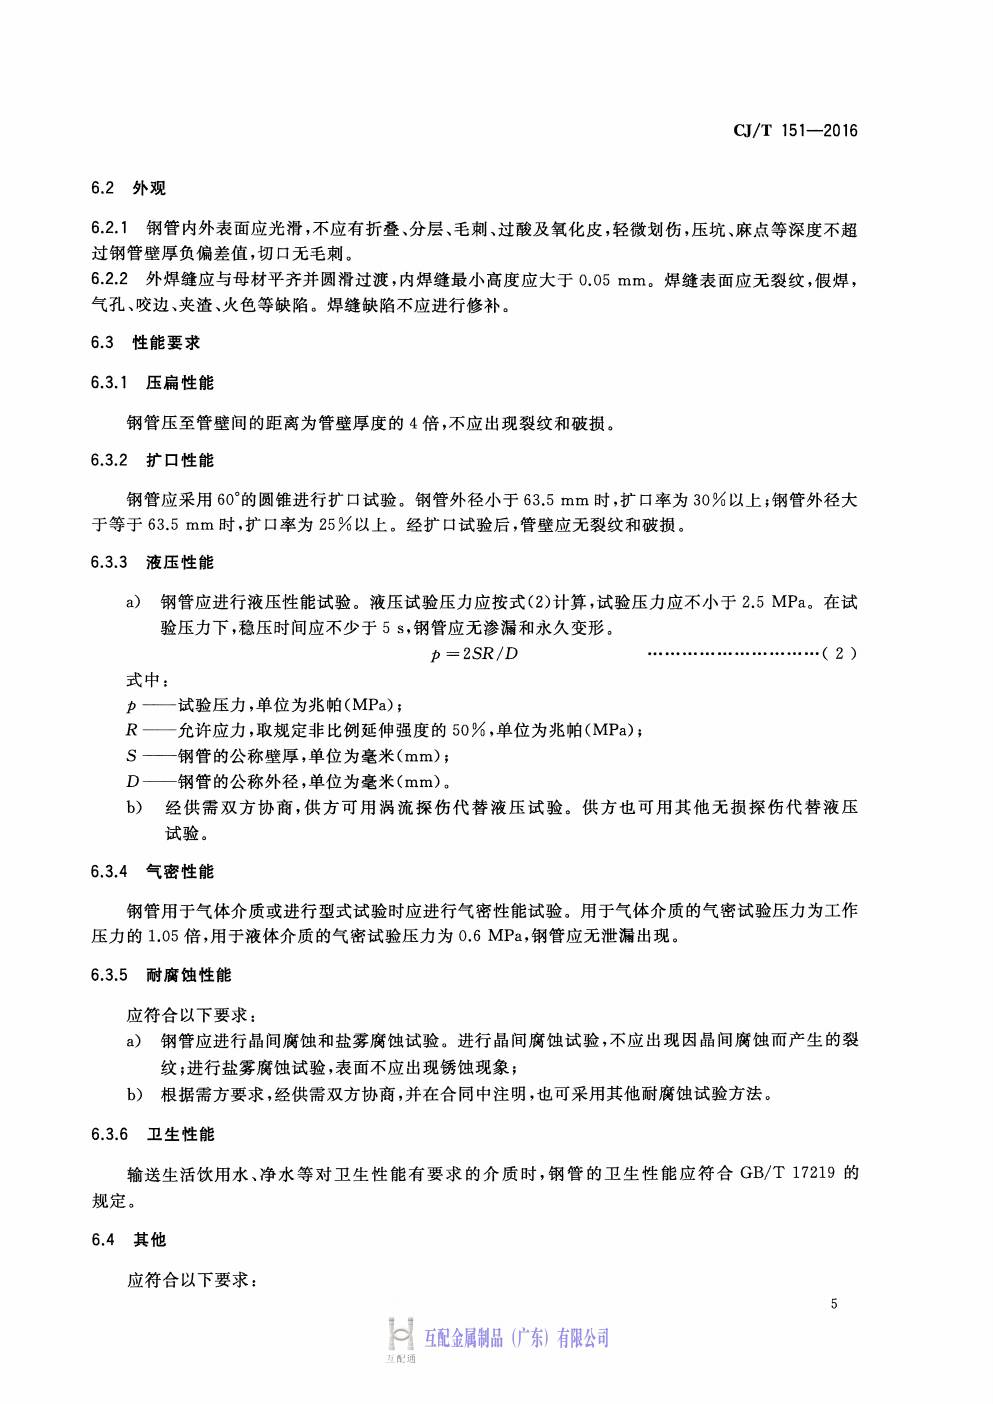 CJ/T 151—2016
6.2 外观
6.2.1 钢管内外表面应光滑,不应有折叠、分层、毛刺、过酸及氧化皮,轻微划伤,压坑、麻点等深度不超
过钢管壁厚负偏差值,切口无毛刺。
6.2.2 外焊缝应与母材平齐并圆滑过渡,内焊缝最小高度应大于 0.05 mm。焊缝表面应无裂纹,假焊,
气孔、咬边、夹渣、火色等缺陷。焊缝缺陷不应进行修补。
6.3 性能要求
6.3.1 压扁性能
钢管压至管壁间的距离为管壁厚度的 4 倍,不应出现裂纹和破损。
6.3.2 扩口性能
钢管应采用 60°的圆锥进行扩口试验。钢管外径小于 63.5 mm 时,扩口率为 30%以上;钢管外径大
于等于 63.5 mm 时,扩口率为 25%以上。经扩口试验后,管壁应无裂纹和破损。
6.3.3 液压性能
a) 钢管应进行液压性能试验。液压试验压力应按式(2)计算,试验压力应不小于 2.5 MPa。在试
验压力下,稳压时间应不少于 5 s,钢管应无渗漏和永久变形。
p = 2SR/D …………………………( 2 )
式中:
p ——试验压力,单位为兆帕(MPa);
R ——允许应力,取规定非比例延伸强度的 50%,单位为兆帕(MPa);
S ——钢管的公称壁厚,单位为毫米(mm);
D ——钢管的公称外径,单位为毫米(mm)。
b) 经供需双方协商,供方可用涡流探伤代替液压试验。供方也可用其他无损探伤代替液压
试验。
6.3.4 气密性能
钢管用于气体介质或进行型式试验时应进行气密性能试验。用于气体介质的气密试验压力为工作
压力的 1.05 倍,用于液体介质的气密试验压力为 0.6 MPa,钢管应无泄漏出现。
6.3.5 耐腐蚀性能
应符合以下要求:
a) 钢管应进行晶间腐蚀和盐雾腐蚀试验。进行晶间腐蚀试验,不应出现因晶间腐蚀而产生的裂
纹;进行盐雾腐蚀试验,表面不应出现锈蚀现象;
b) 根据需方要求,经供需双方协商,并在合同中注明,也可采用其他耐腐蚀试验方法。
6.3.6 卫生性能
输送生活饮用水、净水等对卫生性能有要求的介质时,钢管的卫生性能应符合 GB/T 17219 的
规定。
6.4 其他
应符合以下要求:
5
互配金属制品(广东)有限公司
互配通